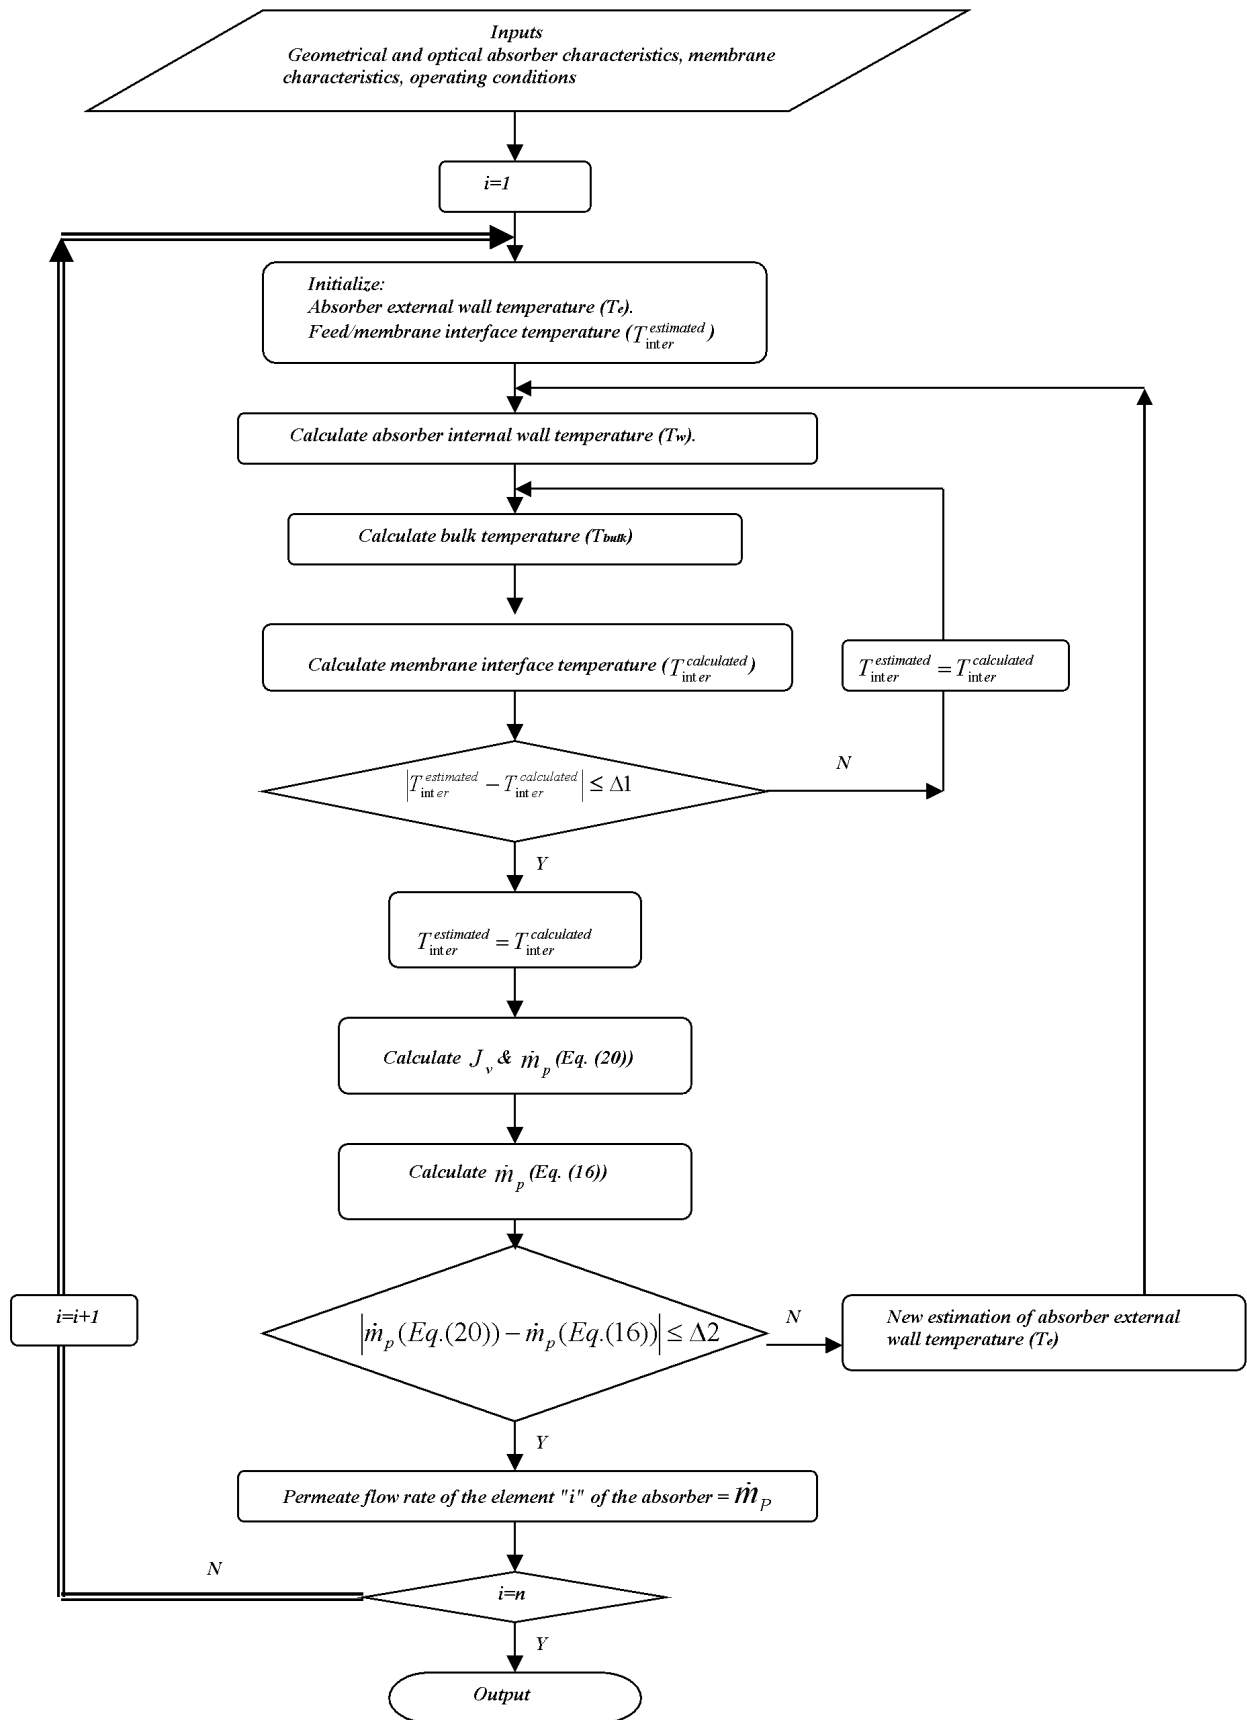 Inputs
Geometrical and optical absorber characteristics, membrane
characteristics, operating conditions
i=1
Initialize:
Absorber external wall temperature (Te).
Feed/membrane interface temperature (T_inter^estimated)
Calculate absorber internal wall temperature (Tw).
Calculate bulk temperature (Tbulk)
Calculate membrane interface temperature (T_inter^calculated)
T_inter^estimated = T_inter^calculated
|T_inter^estimated − T_inter^calculated| ≤ Δ1
N
Y
T_inter^estimated = T_inter^calculated
Calculate J_v & ṁ_p (Eq. (20))
Calculate ṁ_p (Eq. (16))
i=i+1
|ṁ_p (Eq.(20)) − ṁ_p (Eq.(16))| ≤ Δ2
N
New estimation of absorber external
wall temperature (Te)
Y
Permeate flow rate of the element "i" of the absorber = ṁ_P
N
i=n
Y
Output